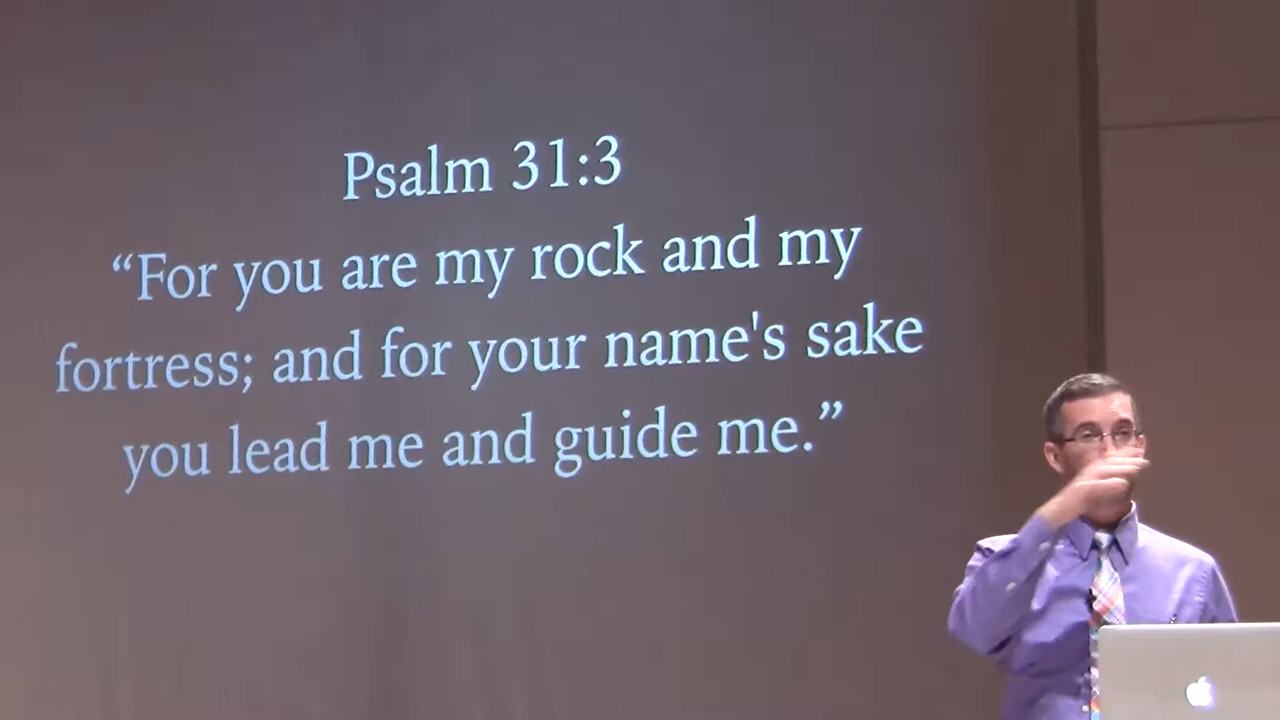 Psalm 31:3
“For you are my rock and my
fortress; and for your name's sake
you lead me and guide me.”